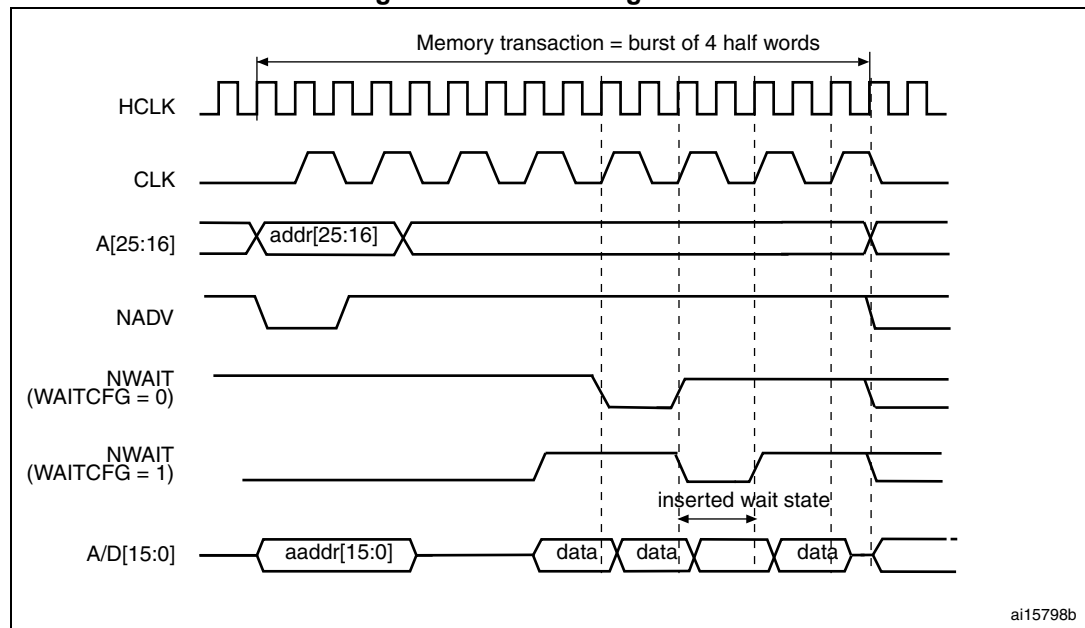 Memory transaction = burst of 4 half words
HCLK
CLK
A[25:16]
addr[25:16]
NADV
NWAIT
(WAITCFG = 0)
NWAIT
(WAITCFG = 1)
inserted wait state
A/D[15:0]
aaddr[15:0]
data
data
data
ai15798b